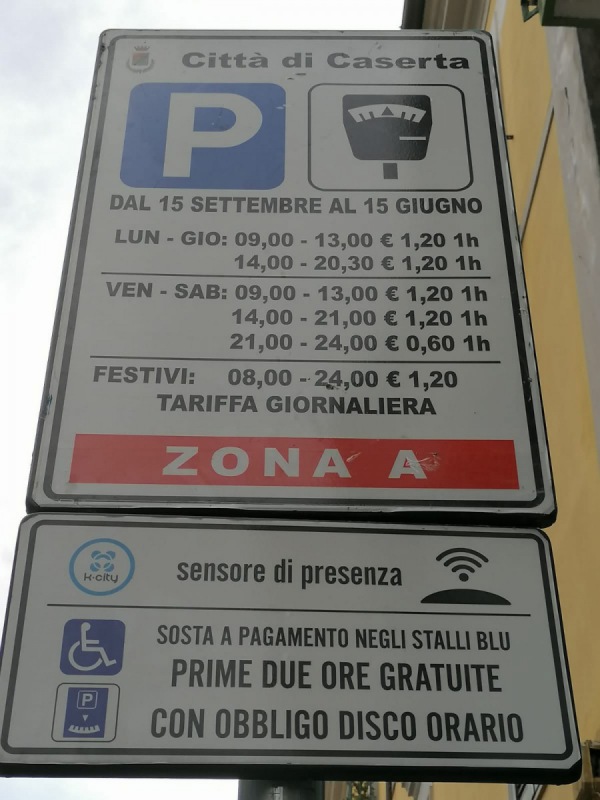 Città di Caserta
P
DAL 15 SETTEMBRE AL 15 GIUGNO
LUN - GIO: 09,00 - 13,00 € 1,20 1h
14,00 - 20,30 € 1,20 1h
VEN - SAB: 09,00 - 13,00 € 1,20 1h
14,00 - 21,00 € 1,20 1h
21,00 - 24,00 € 0,60 1h
FESTIVI: 08,00 - 24,00 € 1,20
TARIFFA GIORNALIERA
ZONA A
k·city
sensore di presenza
SOSTA A PAGAMENTO NEGLI STALLI BLU
PRIME DUE ORE GRATUITE
P
CON OBBLIGO DISCO ORARIO